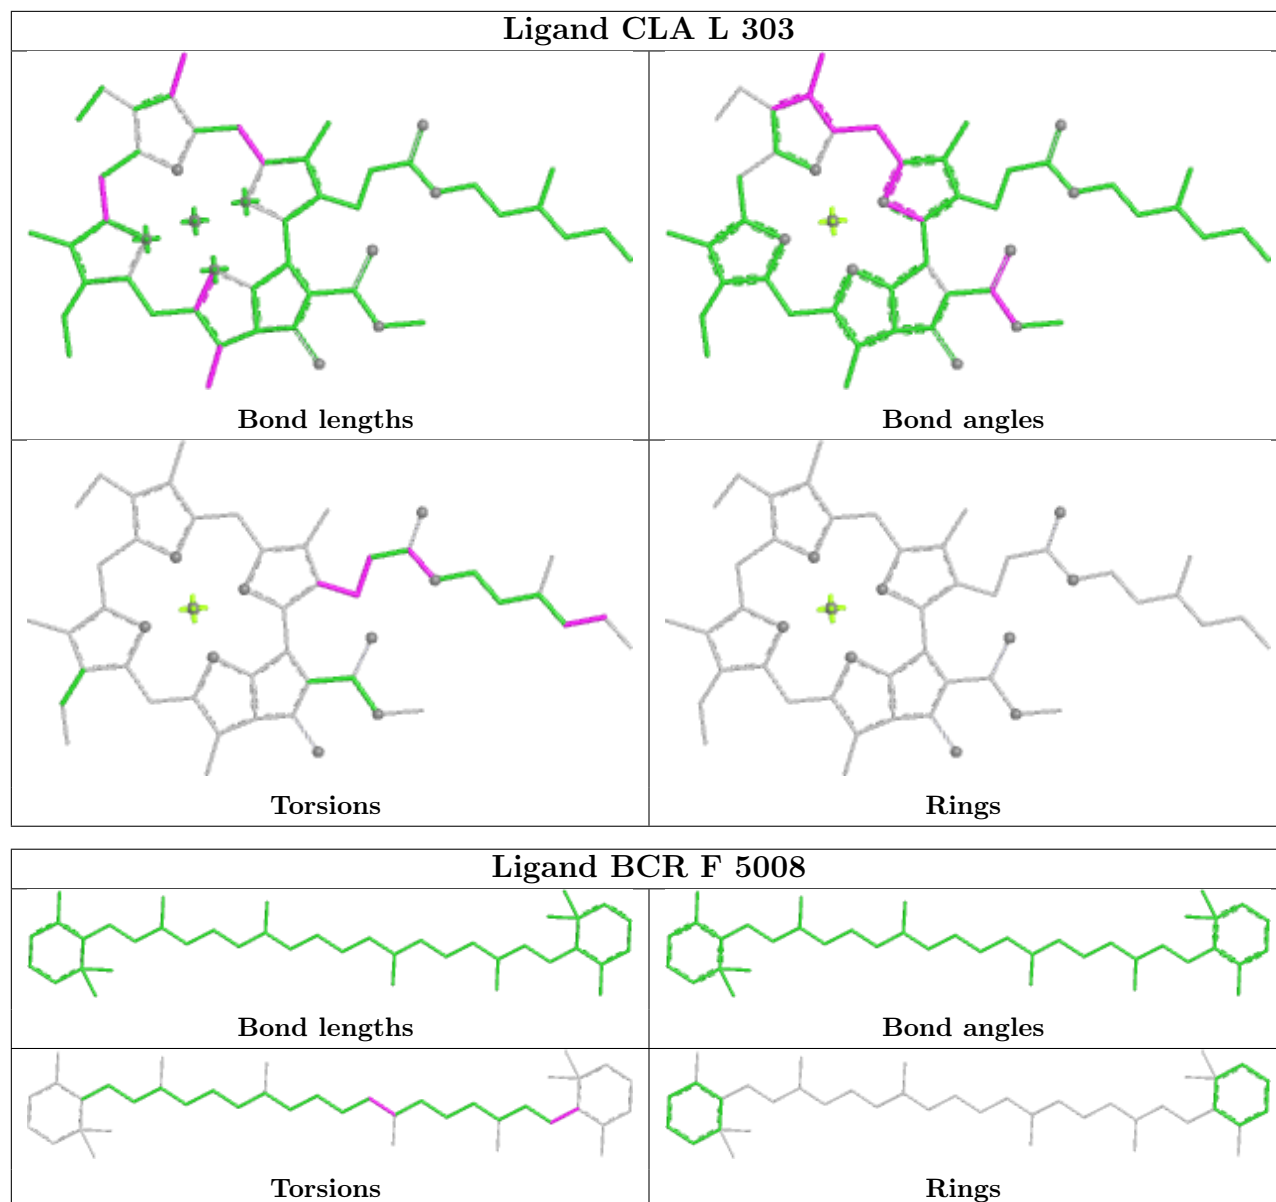 Ligand CLA L 303
Bond lengths
Bond angles
Torsions
Rings
Ligand BCR F 5008
Bond lengths
Bond angles
Torsions
Rings